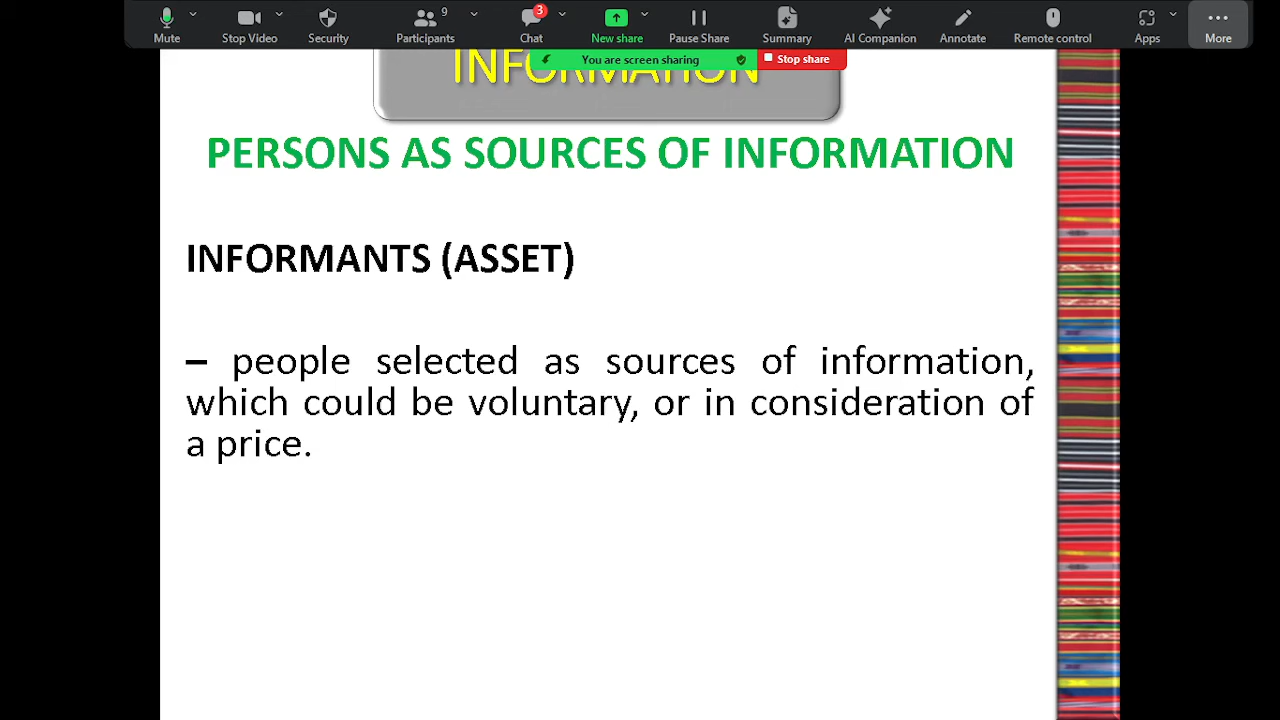 Mute
Stop Video
Security
9
Participants
3
Chat
New share
Pause Share
Summary
AI Companion
Annotate
Remote control
Apps
More
You are screen sharing
Stop share
INFORMATION
PERSONS AS SOURCES OF INFORMATION
INFORMANTS (ASSET)
– people selected as sources of information,
which could be voluntary, or in consideration of
a price.